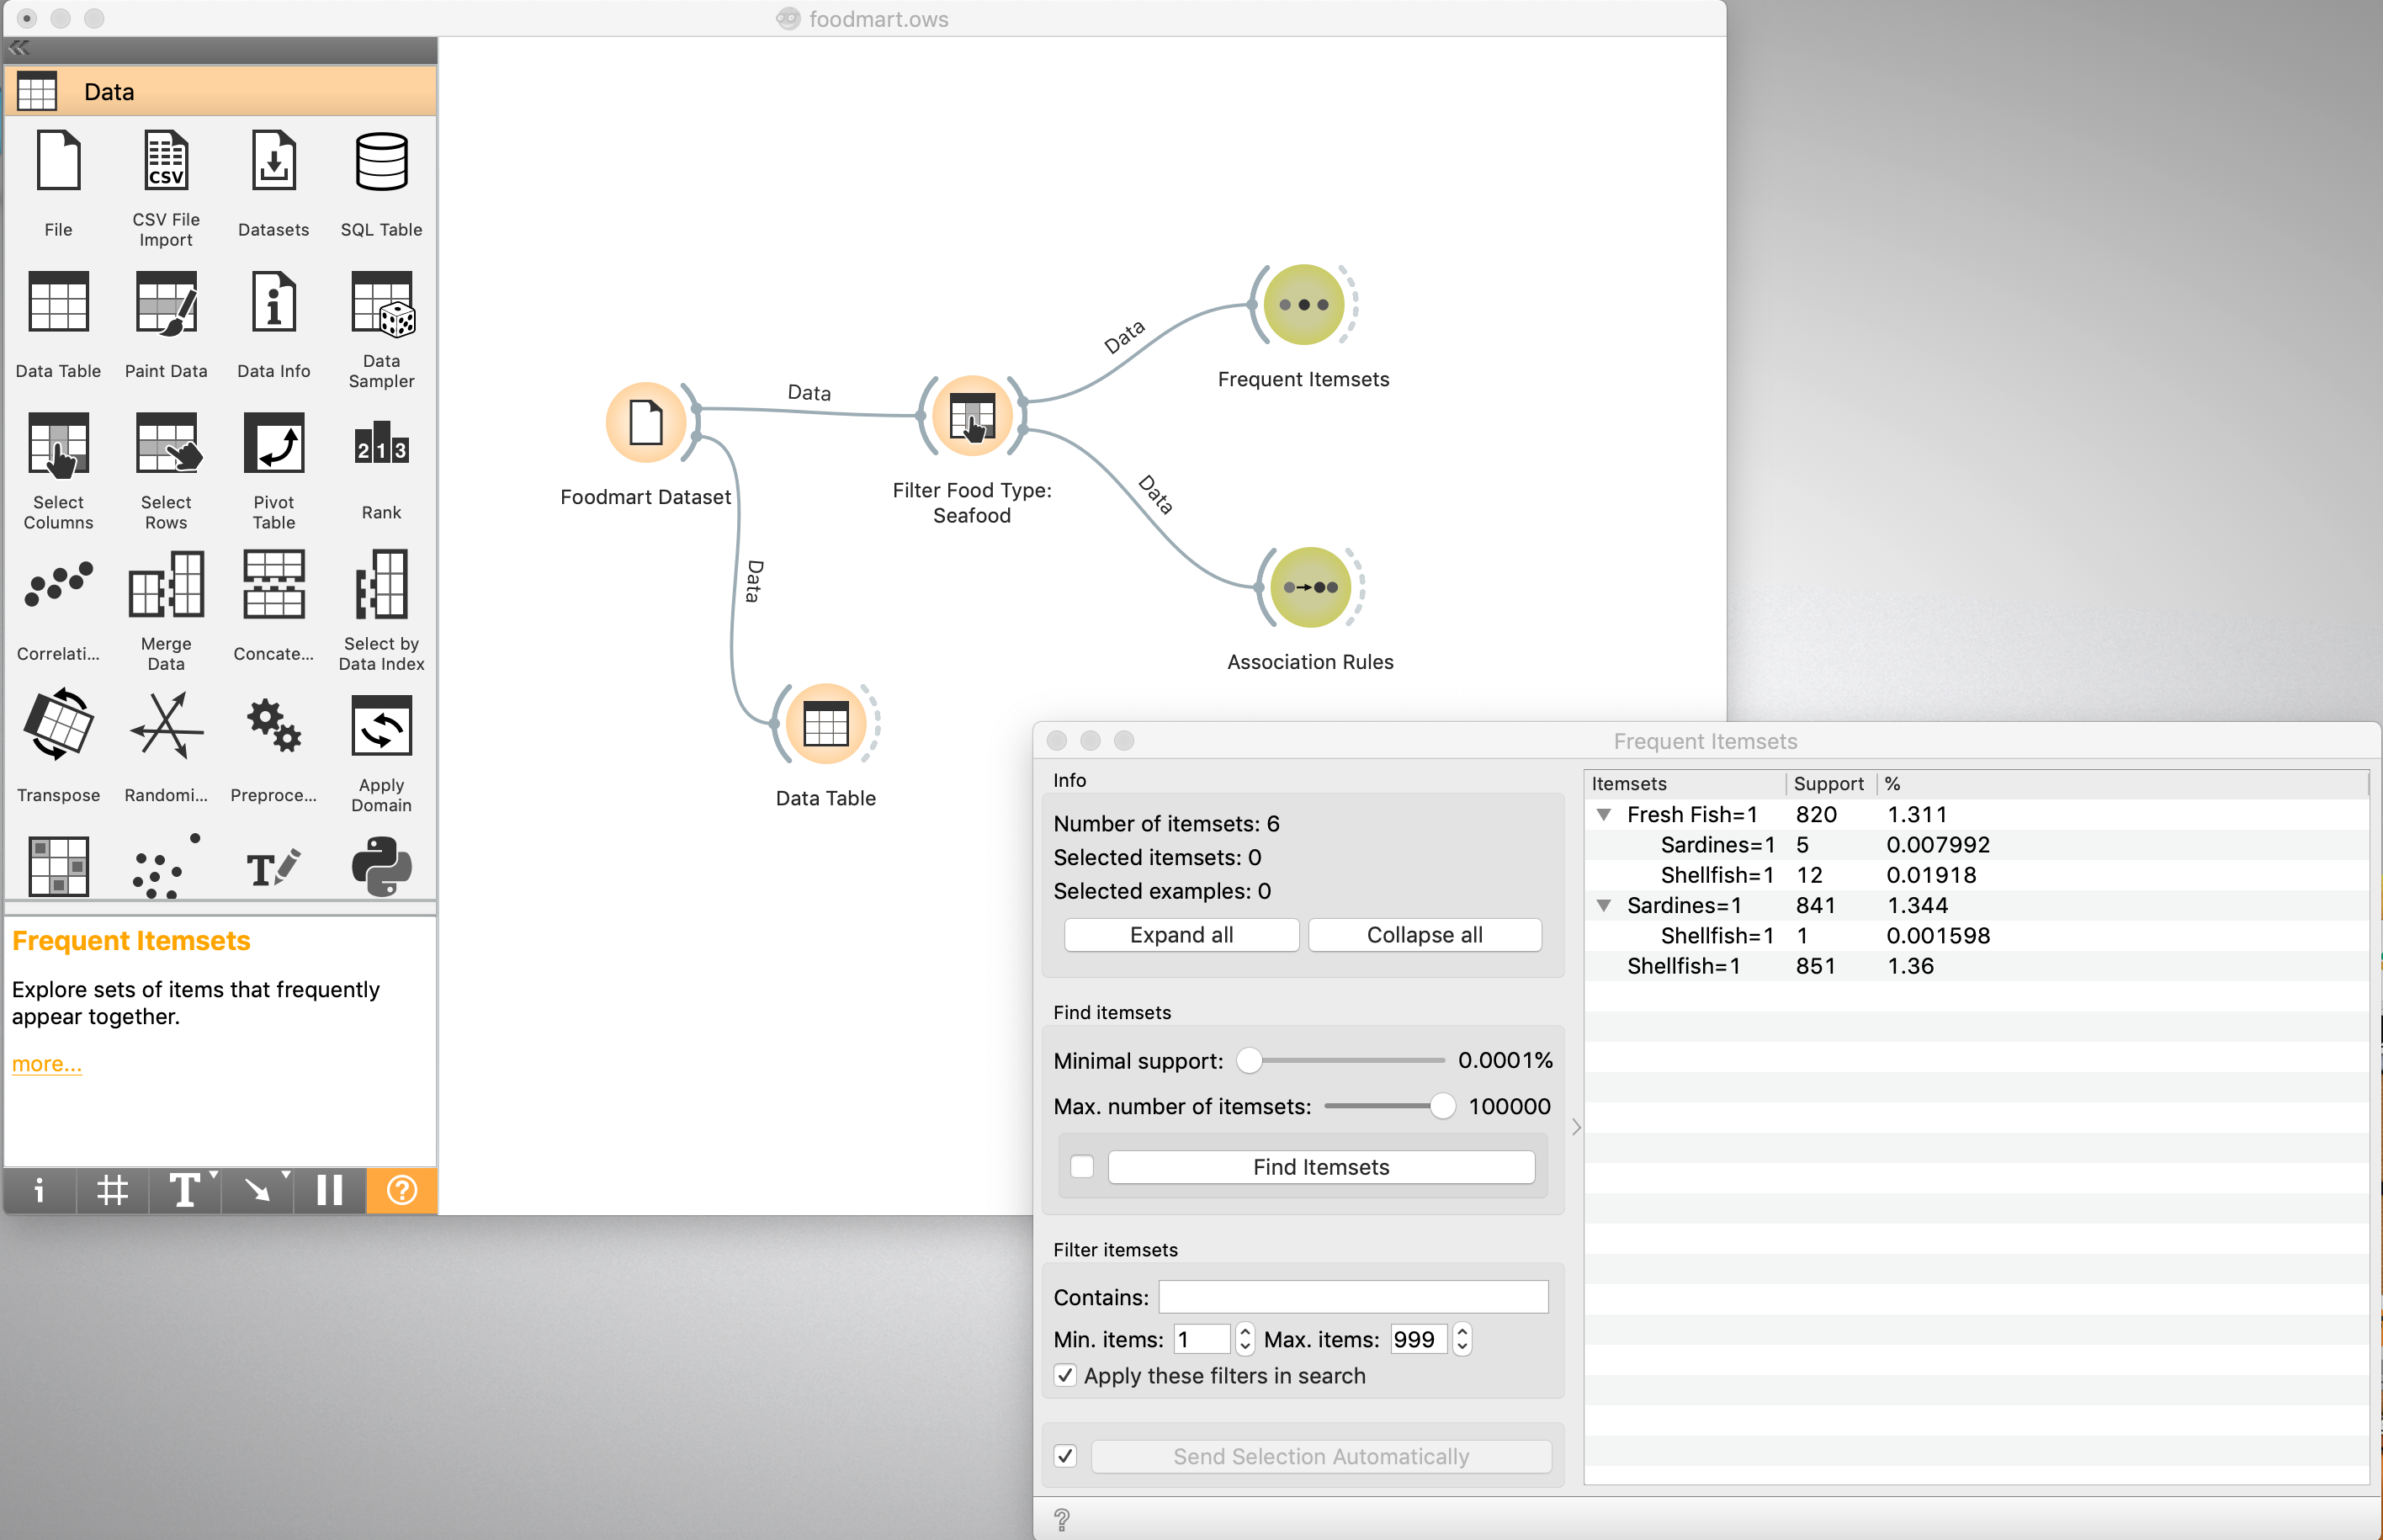 foodmart.ows
Data
File
CSV
CSV File
Import
Datasets
SQL Table
Data Table
Paint Data
Data Info
Data
Sampler
Select
Columns
Select
Rows
Pivot
Table
2 1 3
Rank
Correlati...
Merge
Data
Concate...
Select by
Data Index
Transpose
Randomi...
Preproce...
Apply
Domain
T
Frequent Itemsets
Explore sets of items that frequently
appear together.
more...
i
#
T
?
Foodmart Dataset
Data
Filter Food Type:
Seafood
Data
Frequent Itemsets
Data
Association Rules
Data
Data Table
Frequent Itemsets
Info
Number of itemsets: 6
Selected itemsets: 0
Selected examples: 0
Expand all
Collapse all
Find itemsets
Minimal support: 0.0001%
Max. number of itemsets: 100000
Find Itemsets
Filter itemsets
Contains:
Min. items: 1 Max. items: 999
Apply these filters in search
Send Selection Automatically
?
Itemsets Support %
Fresh Fish=1 820 1.311
Sardines=1 5 0.007992
Shellfish=1 12 0.01918
Sardines=1 841 1.344
Shellfish=1 1 0.001598
Shellfish=1 851 1.36